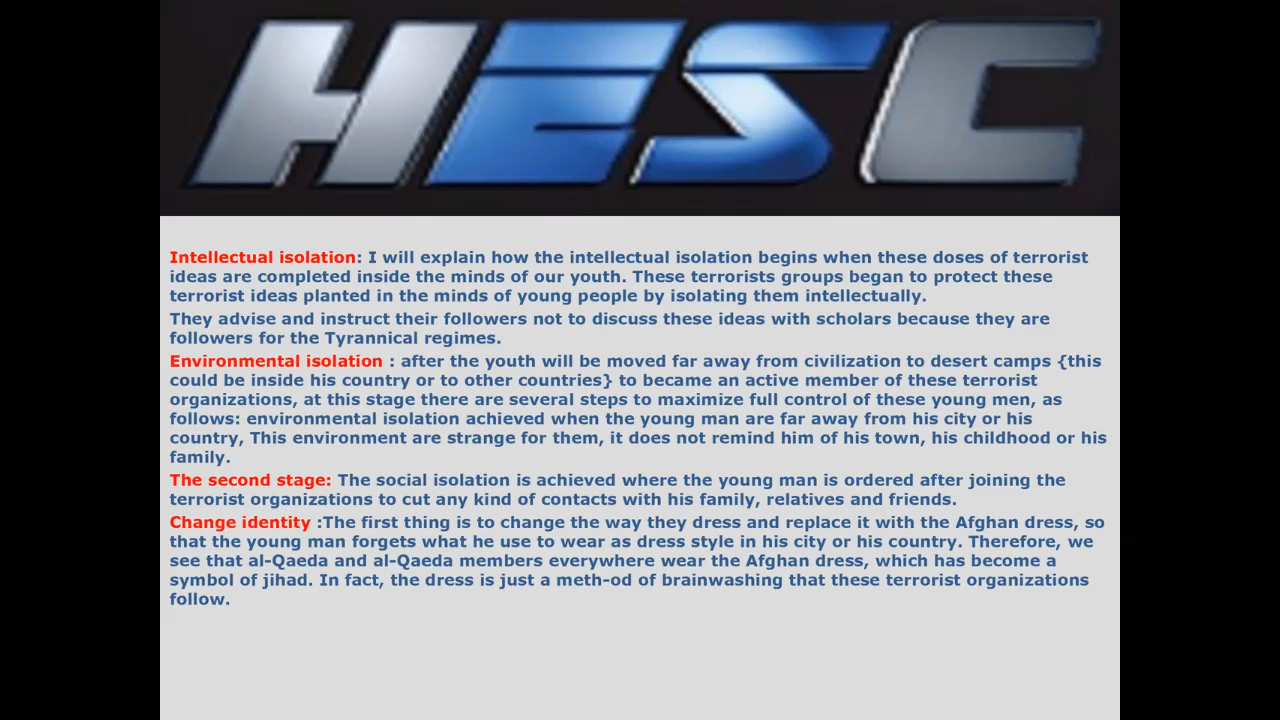 HESC
Intellectual isolation: I will explain how the intellectual isolation begins when these doses of terrorist
ideas are completed inside the minds of our youth. These terrorists groups began to protect these
terrorist ideas planted in the minds of young people by isolating them intellectually.
They advise and instruct their followers not to discuss these ideas with scholars because they are
followers for the Tyrannical regimes.
Environmental isolation : after the youth will be moved far away from civilization to desert camps {this
could be inside his country or to other countries} to became an active member of these terrorist
organizations, at this stage there are several steps to maximize full control of these young men, as
follows: environmental isolation achieved when the young man are far away from his city or his
country, This environment are strange for them, it does not remind him of his town, his childhood or his
family.
The second stage: The social isolation is achieved where the young man is ordered after joining the
terrorist organizations to cut any kind of contacts with his family, relatives and friends.
Change identity :The first thing is to change the way they dress and replace it with the Afghan dress, so
that the young man forgets what he use to wear as dress style in his city or his country. Therefore, we
see that al-Qaeda and al-Qaeda members everywhere wear the Afghan dress, which has become a
symbol of jihad. In fact, the dress is just a meth-od of brainwashing that these terrorist organizations
follow.